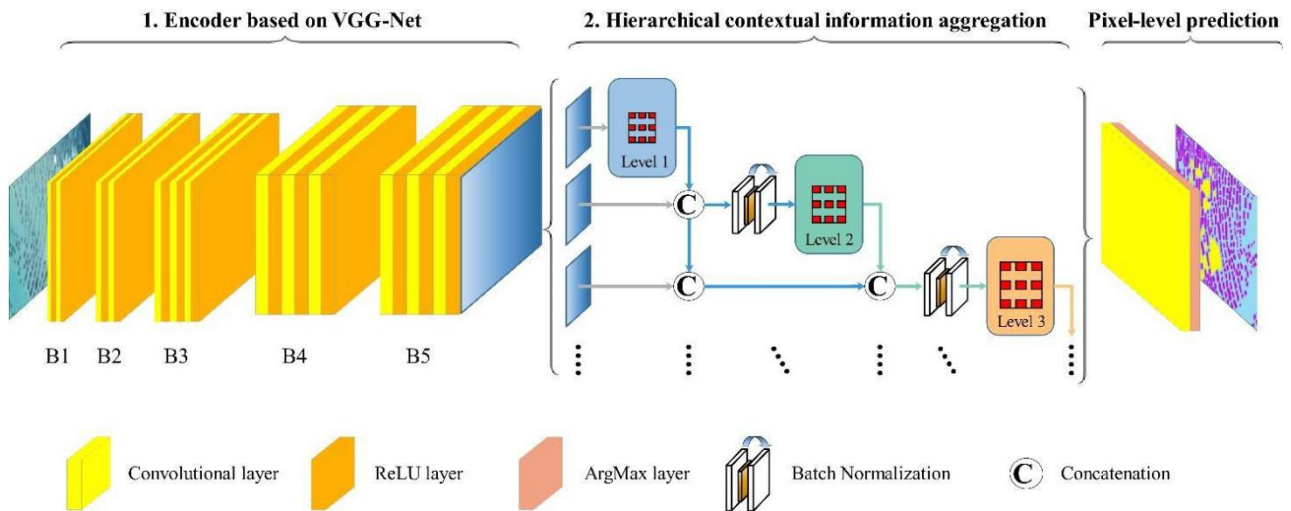 1. Encoder based on VGG-Net
2. Hierarchical contextual information aggregation
Pixel-level prediction
Level 1
C
Level 2
C
C
Level 3
B1
B2
B3
B4
B5
Convolutional layer
ReLU layer
ArgMax layer
Batch Normalization
C
Concatenation